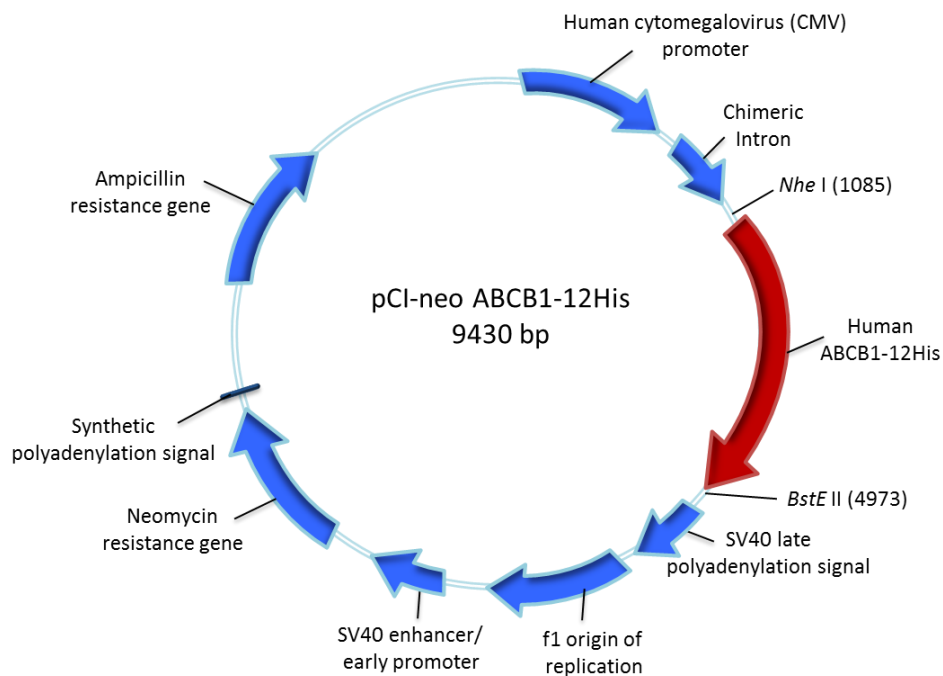 Human cytomegalovirus (CMV)
promoter
Chimeric
Intron
Nhe I (1085)
Ampicillin
resistance gene
pCI-neo ABCB1-12His
9430 bp
Human
ABCB1-12His
Synthetic
polyadenylation signal
BstE II (4973)
Neomycin
resistance gene
SV40 late
polyadenylation signal
SV40 enhancer/
early promoter
f1 origin of
replication